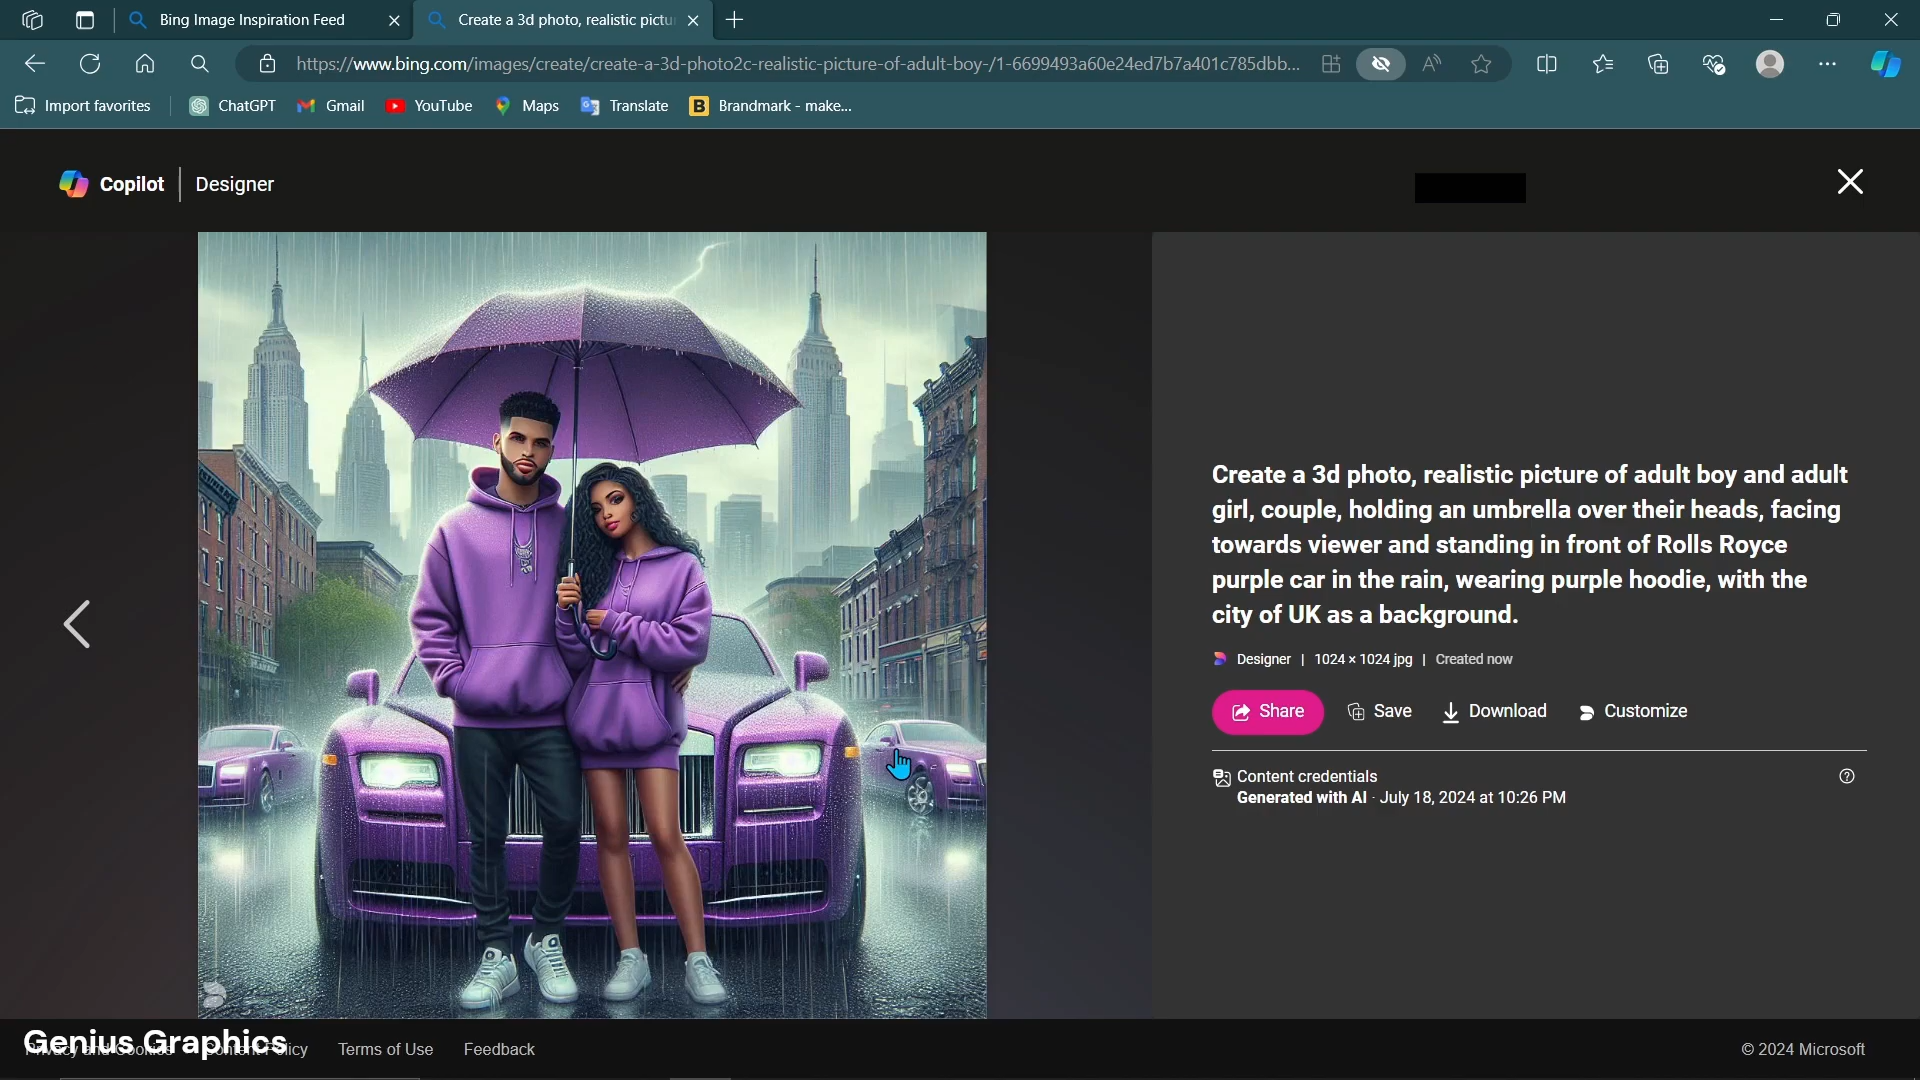 Bing Image Inspiration Feed
Create a 3d photo, realistic pictu
https://www.bing.com/images/create/create-a-3d-photo2c-realistic-picture-of-adult-boy-/1-6699493a60e24ed7b7a401c785dbb...
Import favorites
ChatGPT
Gmail
YouTube
Maps
Translate
Brandmark - make...
Copilot
Designer
Create a 3d photo, realistic picture of adult boy and adult
girl, couple, holding an umbrella over their heads, facing
towards viewer and standing in front of Rolls Royce
purple car in the rain, wearing purple hoodie, with the
city of UK as a background.
Designer | 1024 × 1024 jpg | Created now
Share
Save
Download
Customize
Content credentials
Generated with AI · July 18, 2024 at 10:26 PM
Genius Graphics
Privacy and Cookies
Content Policy
Terms of Use
Feedback
© 2024 Microsoft